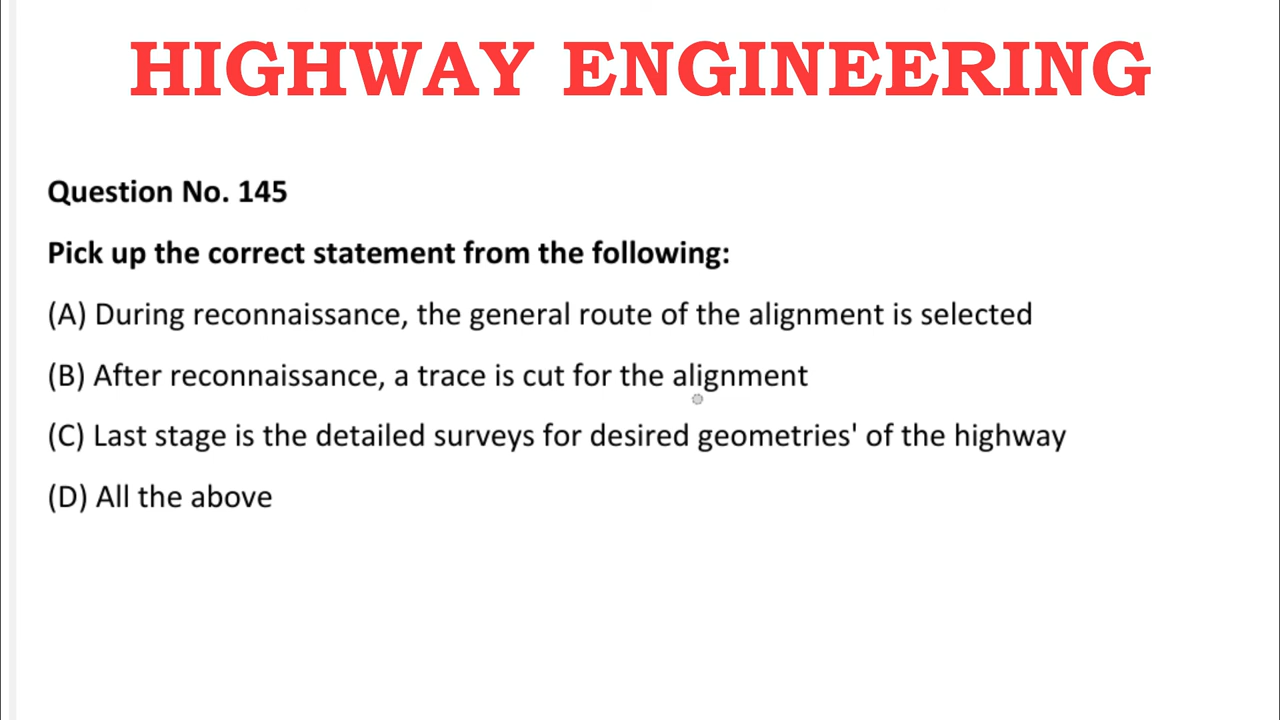 HIGHWAY ENGINEERING
Question No. 145
Pick up the correct statement from the following:
(A) During reconnaissance, the general route of the alignment is selected
(B) After reconnaissance, a trace is cut for the alignment
(C) Last stage is the detailed surveys for desired geometries' of the highway
(D) All the above